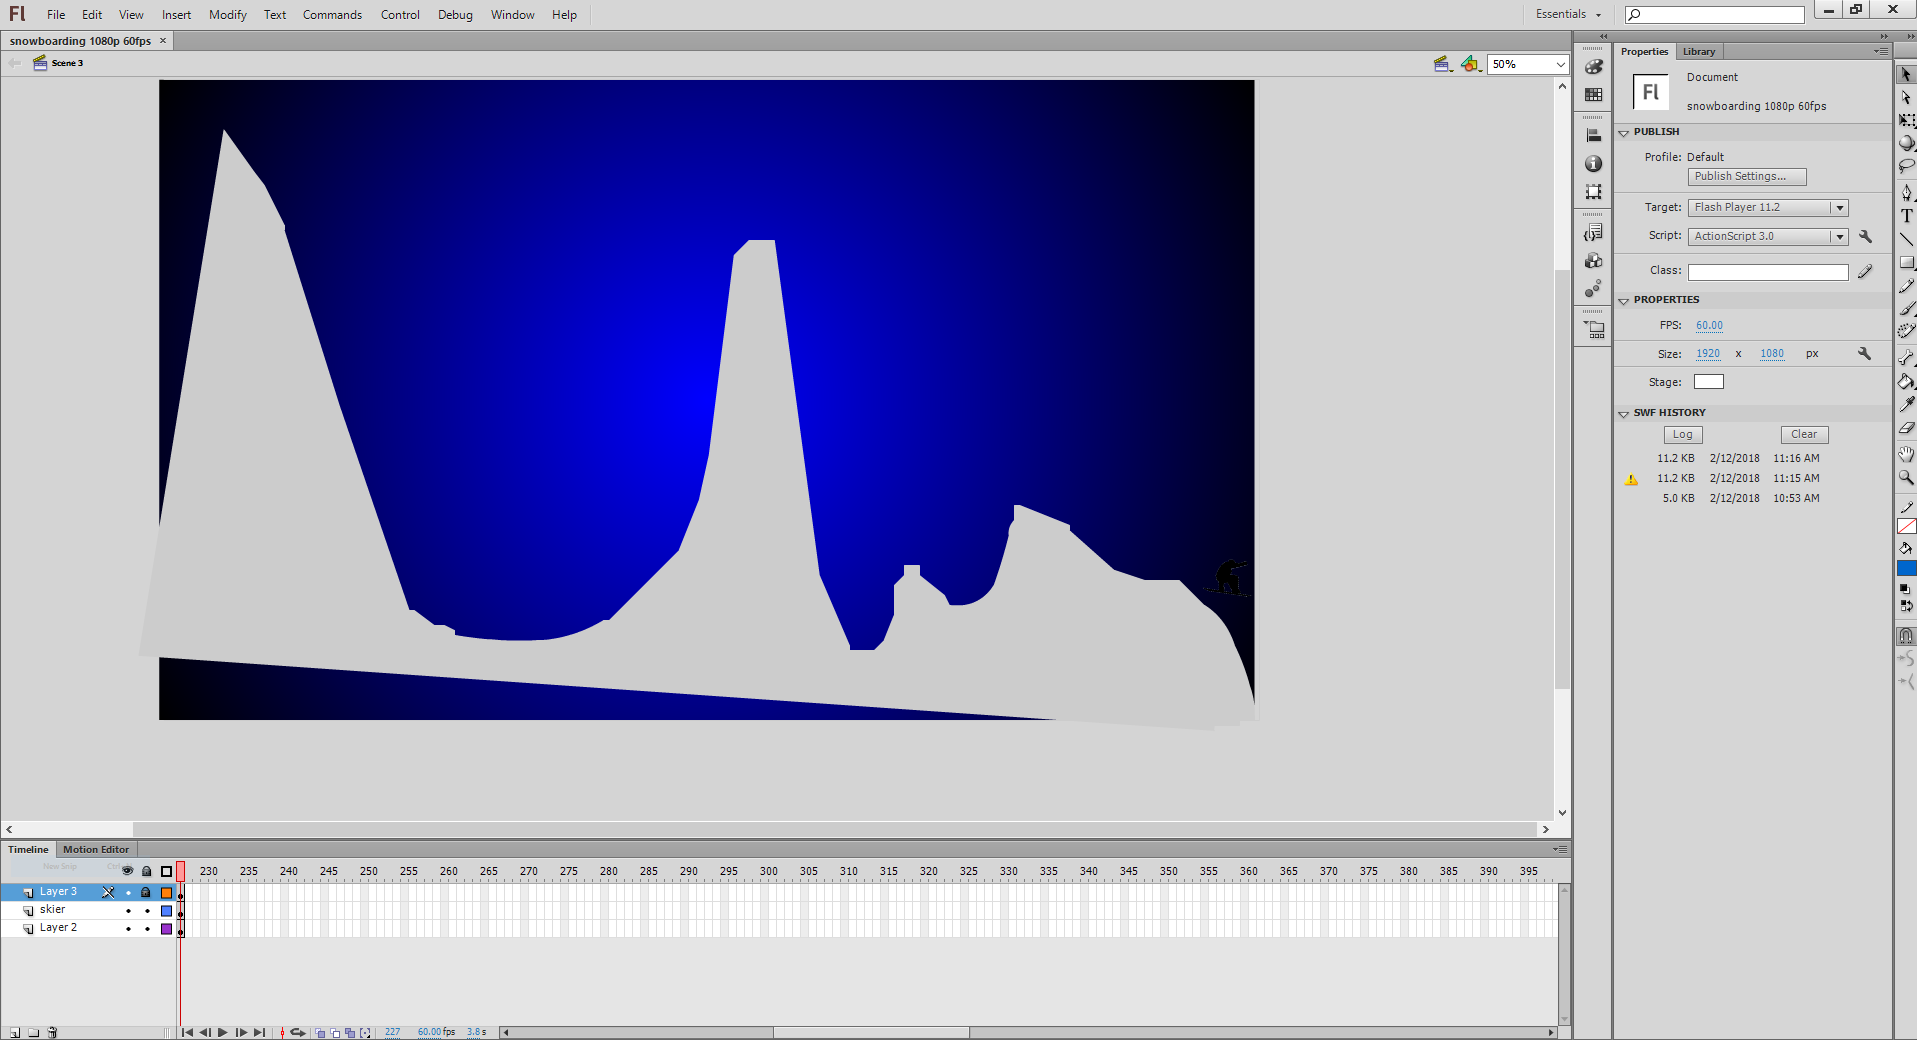 Fl File Edit View Insert Modify Text Commands Control Debug Window Help Essentials
snowboarding 1080p 60fps ×
Scene 3 50%
Properties Library
Document
Fl
snowboarding 1080p 60fps
PUBLISH
Profile: Default
Publish Settings...
Target: Flash Player 11.2
Script: ActionScript 3.0
Class:
PROPERTIES
FPS: 60.00
Size: 1920 x 1080 px
Stage:
SWF HISTORY
Log Clear
11.2 KB 2/12/2018 11:16 AM
11.2 KB 2/12/2018 11:15 AM
5.0 KB 2/12/2018 10:53 AM
Timeline Motion Editor
New Snip
230 235 240 245 250 255 260 265 270 275 280 285 290 295 300 305 310 315 320 325 330 335 340 345 350 355 360 365 370 375 380 385 390 395
Layer 3
skier
Layer 2
227 60.00 fps 3.8 s